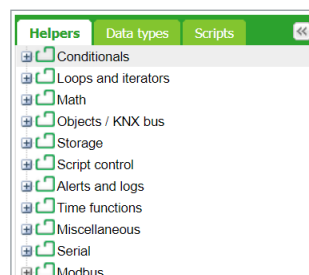 Helpers Data types Scripts
Conditionals
Loops and iterators
Math
Objects / KNX bus
Storage
Script control
Alerts and logs
Time functions
Miscellaneous
Serial
Modbus